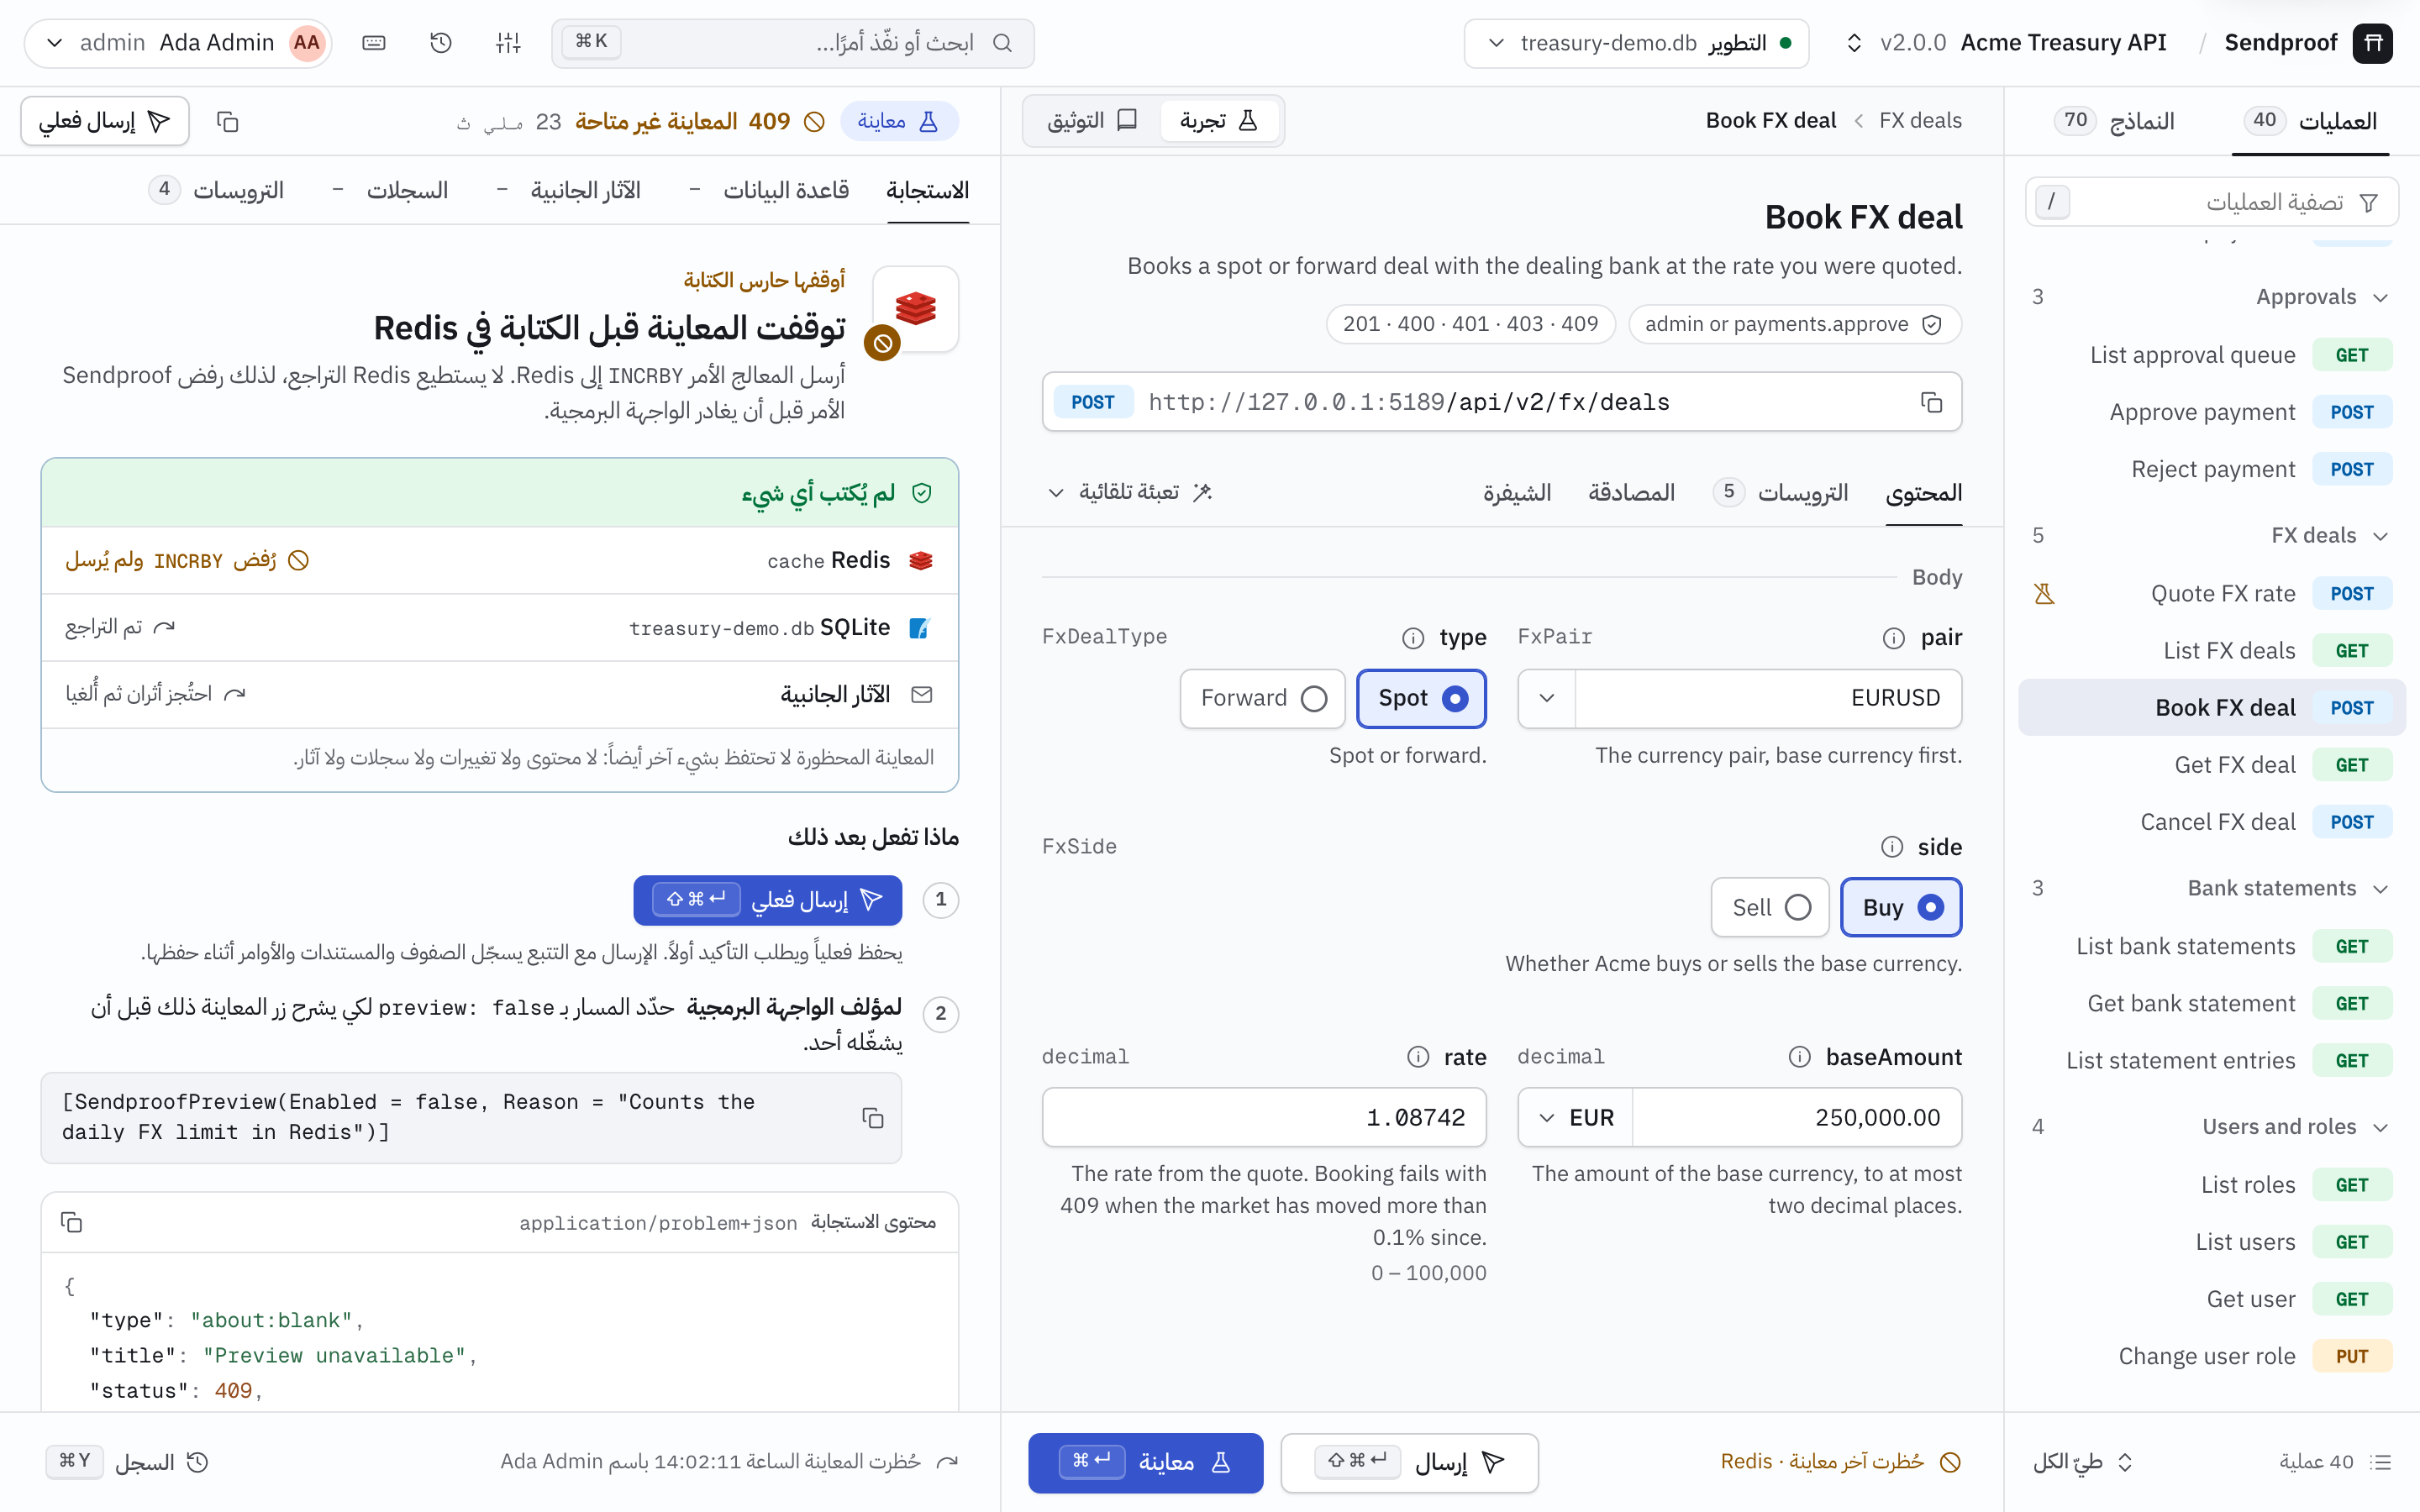 Sendproof / Acme Treasury API v2.0.0
التطوير treasury-demo.db
ابحث أو نفّذ أمرًا... ⌘K
AA Ada Admin admin
العمليات 40 النماذج 70
تصفية العمليات /
Approvals 3
GET List approval queue
POST Approve payment
POST Reject payment
FX deals 5
POST Quote FX rate
GET List FX deals
POST Book FX deal
GET Get FX deal
POST Cancel FX deal
Bank statements 3
GET List bank statements
GET Get bank statement
GET List statement entries
Users and roles 4
GET List roles
GET List users
GET Get user
PUT Change user role
40 عملية طيّ الكل
FX deals Book FX deal
تجربة التوثيق
Book FX deal
Books a spot or forward deal with the dealing bank at the rate you were quoted.
admin or payments.approve 201 · 400 · 401 · 403 · 409
POST http://127.0.0.1:5189/api/v2/fx/deals
المحتوى الترويسات 5 المصادقة الشيفرة تعبئة تلقائية
Body
pair FxPair
EURUSD
The currency pair, base currency first.
type FxDealType
Spot Forward
Spot or forward.
side FxSide
Buy Sell
Whether Acme buys or sells the base currency.
baseAmount decimal
250,000.00 EUR
The amount of the base currency, to at most
two decimal places.
rate decimal
1.08742
The rate from the quote. Booking fails with
409 when the market has moved more than
0.1% since.
0 – 100,000
حُظرت آخر معاينة · Redis
إرسال ⇧⌘↵ معاينة ⌘↵
معاينة 409 المعاينة غير متاحة 23 ملي ث
إرسال فعلي
الاستجابة قاعدة البيانات – الآثار الجانبية – السجلات – الترويسات 4
أوقفها حارس الكتابة
توقفت المعاينة قبل الكتابة في Redis
أرسل المعالج الأمر INCRBY إلى Redis. لا يستطيع Redis التراجع، لذلك رفض Sendproof
الأمر قبل أن يغادر الواجهة البرمجية.
لم يُكتب أي شيء
Redis cache رُفض INCRBY ولم يُرسل
SQLite treasury-demo.db تم التراجع
الآثار الجانبية احتُجز أثران ثم أُلغيا
المعاينة المحظورة لا تحتفظ بشيء آخر أيضاً: لا محتوى ولا تغييرات ولا سجلات ولا آثار.
ماذا تفعل بعد ذلك
1 إرسال فعلي ⇧⌘↵
يحفظ فعلياً ويطلب التأكيد أولاً. الإرسال مع التتبع يسجّل الصفوف والمستندات والأوامر أثناء حفظها.
2 لمؤلف الواجهة البرمجية حدّد المسار بـ preview: false لكي يشرح زر المعاينة ذلك قبل أن
يشغّله أحد.
[SendproofPreview(Enabled = false, Reason = "Counts the
daily FX limit in Redis")]
محتوى الاستجابة application/problem+json
{
"type": "about:blank",
"title": "Preview unavailable",
"status": 409,
حُظرت المعاينة الساعة 14:02:11 باسم Ada Admin
السجل ⌘Y